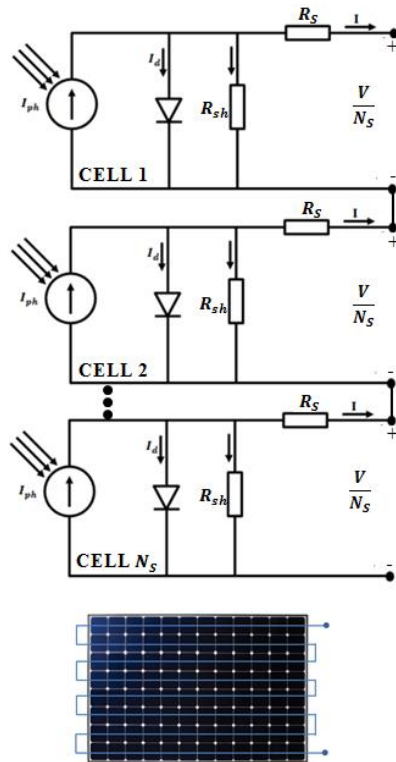 R_S I
+
I_ph I_d R_sh V/N_S
CELL 1 -
R_S I
+
I_ph I_d R_sh V/N_S
CELL 2 -
R_S I
+
I_ph I_d R_sh V/N_S
CELL N_S -